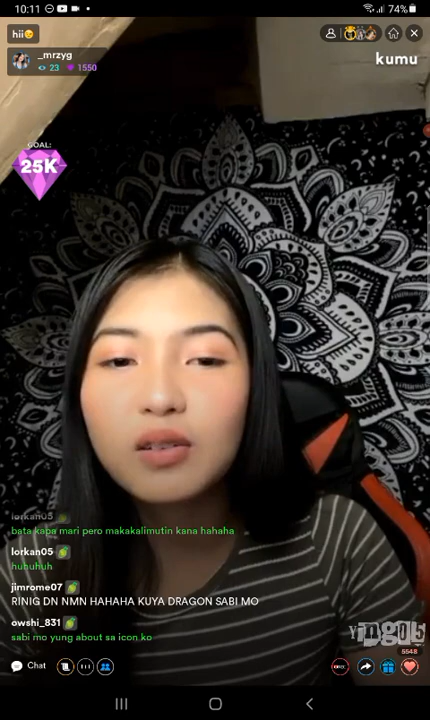 10:11
74%
hii😏
_mrzyg
23 1550
kumu
GOAL:
25K
lorkan05
bata kapa mari pero makakalimutin kana hahaha
lorkan05
huhuhuh
jimrome07
RINIG DN NMN HAHAHA KUYA DRAGON SABI MO
owshi_831
sabi mo yung about sa icon ko
5548
Chat